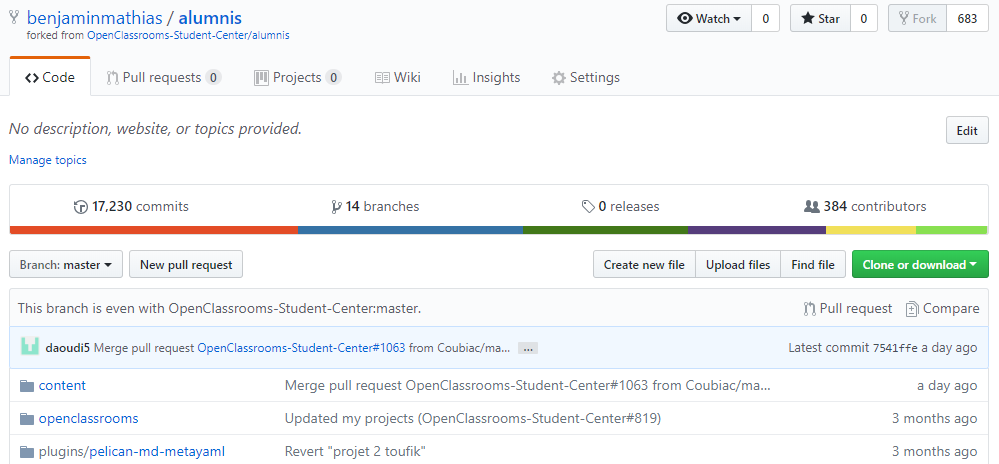 benjaminmathias / alumnis
Watch 0 Star 0 Fork 683
forked from OpenClassrooms-Student-Center/alumnis
Code Pull requests 0 Projects 0 Wiki Insights Settings
No description, website, or topics provided.
Edit
Manage topics
17,230 commits 14 branches 0 releases 384 contributors
Branch: master New pull request Create new file Upload files Find file Clone or download
This branch is even with OpenClassrooms-Student-Center:master. Pull request Compare
daoudi5 Merge pull request OpenClassrooms-Student-Center#1063 from Coubiac/ma... … Latest commit 7541ffe a day ago
content Merge pull request OpenClassrooms-Student-Center#1063 from Coubiac/ma... a day ago
openclassrooms Updated my projects (OpenClassrooms-Student-Center#819) 3 months ago
plugins/pelican-md-metayaml Revert "projet 2 toufik" 3 months ago